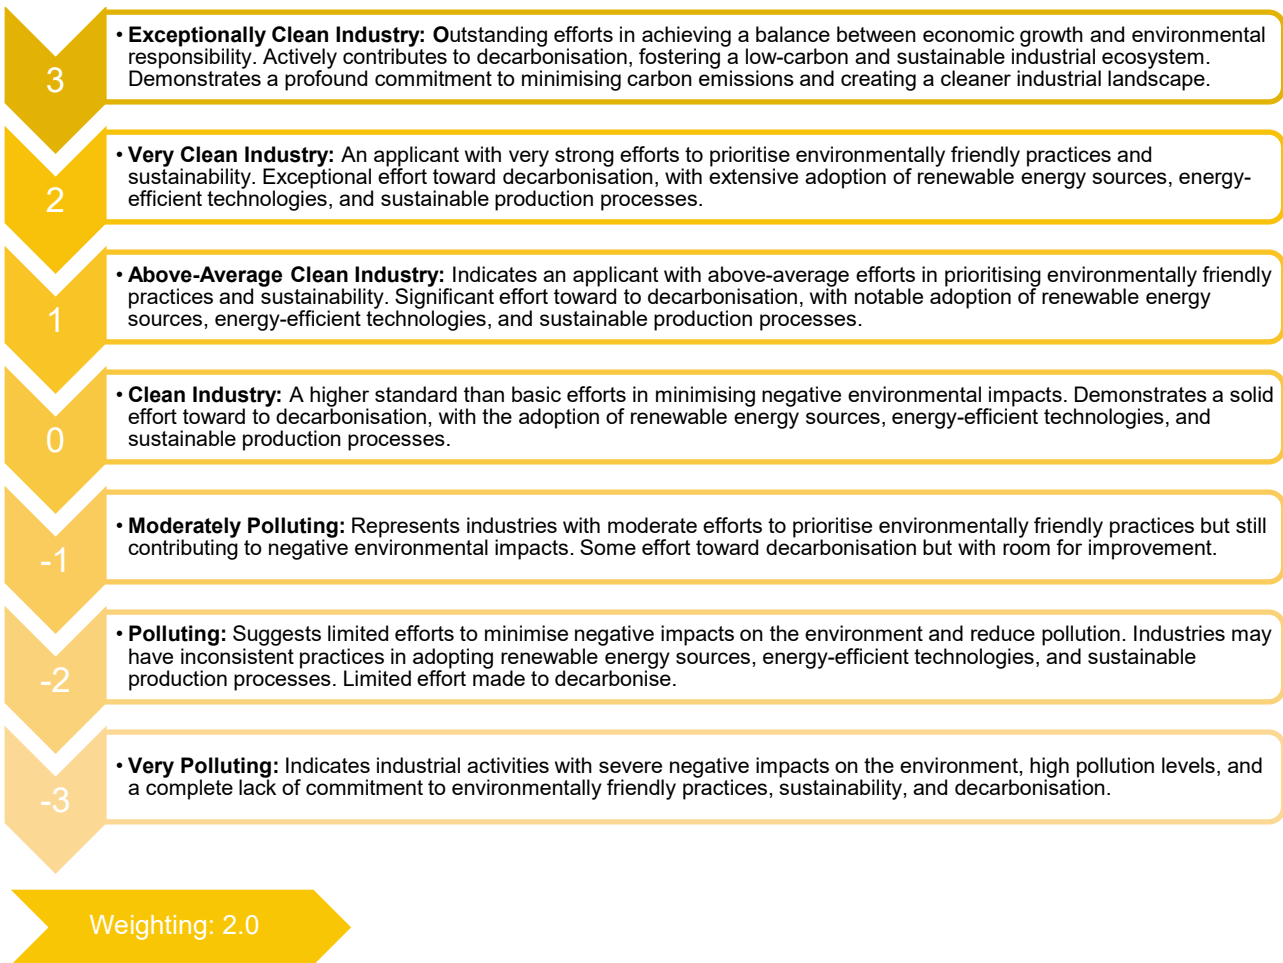 3
• Exceptionally Clean Industry: Outstanding efforts in achieving a balance between economic growth and environmental
responsibility. Actively contributes to decarbonisation, fostering a low-carbon and sustainable industrial ecosystem.
Demonstrates a profound commitment to minimising carbon emissions and creating a cleaner industrial landscape.
2
• Very Clean Industry: An applicant with very strong efforts to prioritise environmentally friendly practices and
sustainability. Exceptional effort toward decarbonisation, with extensive adoption of renewable energy sources, energy-
efficient technologies, and sustainable production processes.
1
• Above-Average Clean Industry: Indicates an applicant with above-average efforts in prioritising environmentally friendly
practices and sustainability. Significant effort toward to decarbonisation, with notable adoption of renewable energy
sources, energy-efficient technologies, and sustainable production processes.
0
• Clean Industry: A higher standard than basic efforts in minimising negative environmental impacts. Demonstrates a solid
effort toward to decarbonisation, with the adoption of renewable energy sources, energy-efficient technologies, and
sustainable production processes.
-1
• Moderately Polluting: Represents industries with moderate efforts to prioritise environmentally friendly practices but still
contributing to negative environmental impacts. Some effort toward decarbonisation but with room for improvement.
-2
• Polluting: Suggests limited efforts to minimise negative impacts on the environment and reduce pollution. Industries may
have inconsistent practices in adopting renewable energy sources, energy-efficient technologies, and sustainable
production processes. Limited effort made to decarbonise.
-3
• Very Polluting: Indicates industrial activities with severe negative impacts on the environment, high pollution levels, and
a complete lack of commitment to environmentally friendly practices, sustainability, and decarbonisation.
Weighting: 2.0